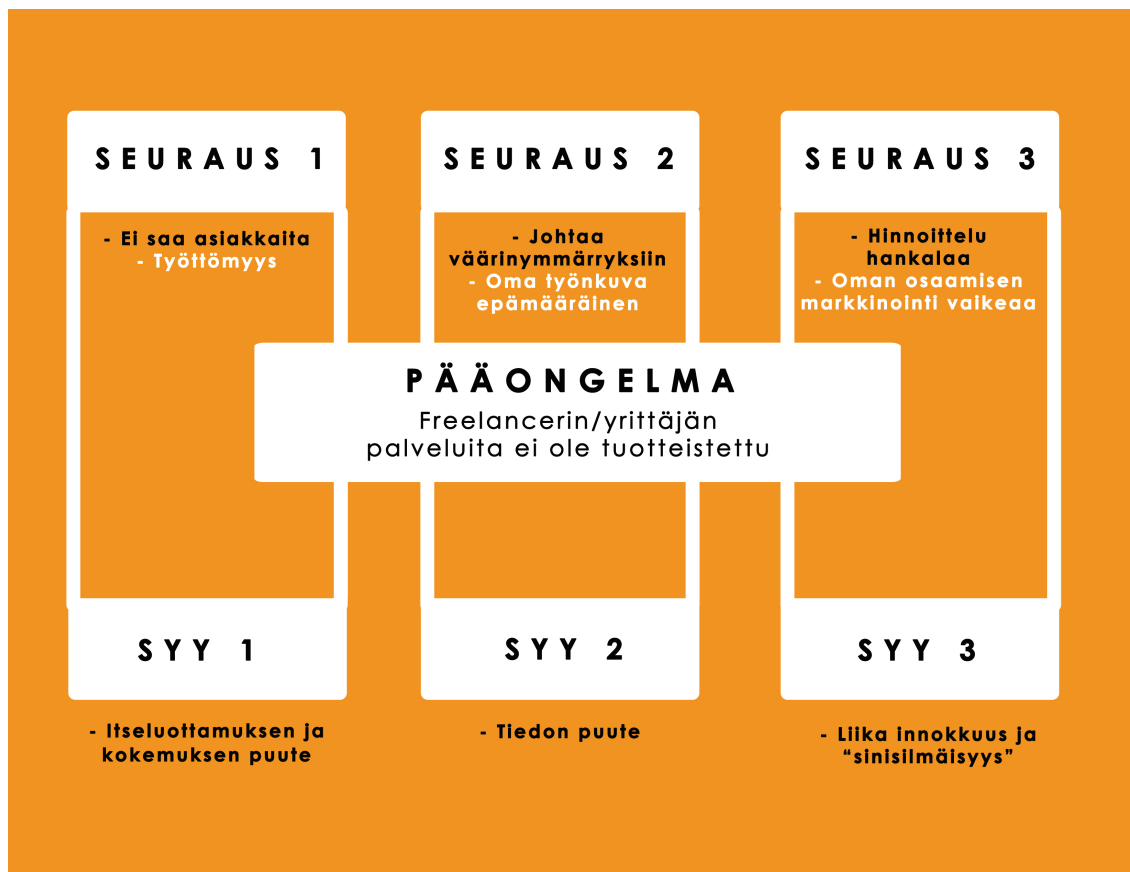 SEURAUS 1
- Ei saa asiakkaita
- Työttömyys
SEURAUS 2
- Johtaa
väärinymmärryksiin
- Oma työnkuva
epämääräinen
SEURAUS 3
- Hinnoittelu
hankalaa
- Oman osaamisen
markkinointi vaikeaa
PÄÄONGELMA
Freelancerin/yrittäjän
palveluita ei ole tuotteistettu
SYY 1
- Itseluottamuksen ja
kokemuksen puute
SYY 2
- Tiedon puute
SYY 3
- Liika innokkuus ja
“sinisilmäisyys”